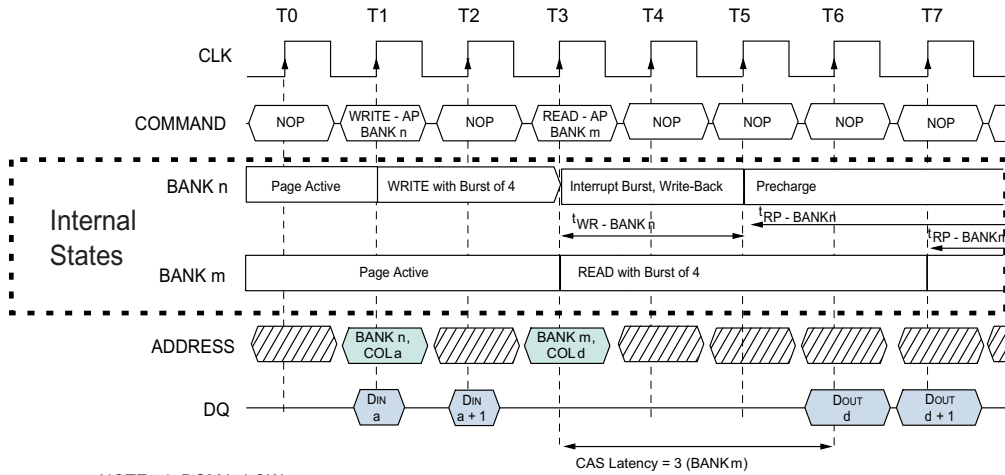 T0 T1 T2 T3 T4 T5 T6 T7
CLK
COMMAND NOP WRITE - AP BANK n NOP READ - AP BANK m NOP NOP NOP NOP
BANK n Page Active WRITE with Burst of 4 Interrupt Burst, Write-Back Precharge
Internal
States
tWR - BANK n tRP - BANK n
tRP - BANK
BANK m Page Active READ with Burst of 4
ADDRESS BANK n, COL a BANK m, COL d
DQ DIN a DIN a + 1 DOUT d DOUT d + 1
CAS Latency = 3 (BANK m)